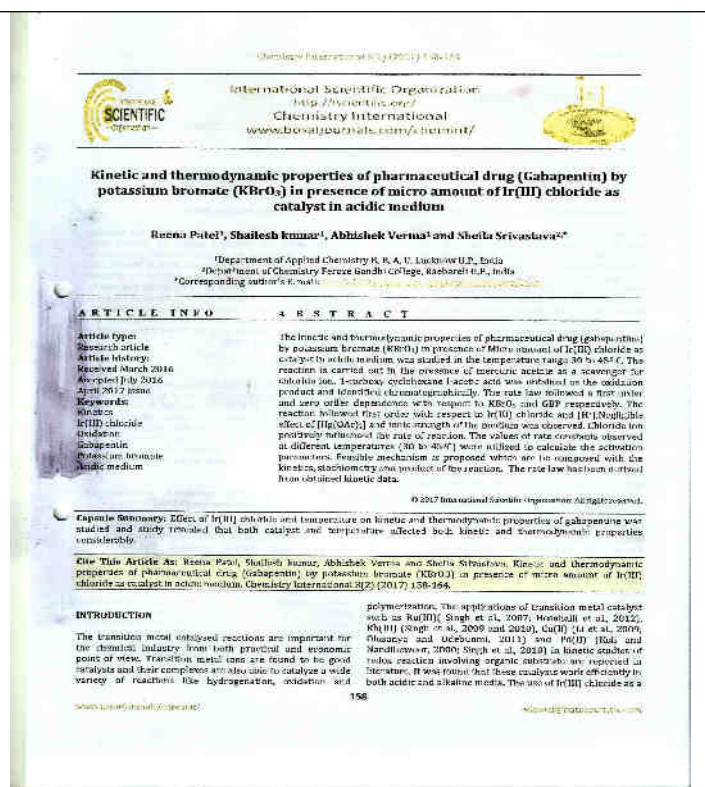 Chemistry International 3(2) (2017) 158-164
SCIENTIFIC
International Scientific Organization
http://iscientific.org/
Chemistry International
www.bosaljournals.com/chemint/
Kinetic and thermodynamic properties of pharmaceutical drug (Gabapentin) by
potassium bromate (KBrO₃) in presence of micro amount of Ir(III) chloride as
catalyst in acidic medium
Reena Patel¹, Shailesh kumar¹, Abhishek Verma¹ and Sheila Srivastava²,*
¹Department of Applied Chemistry B. B. A. U. Lucknow U.P., India
²Department of Chemistry Feroze Gandhi College, Raebareli U.P., India
*Corresponding author's E. mail:
ARTICLE INFO
Article type:
Research article
Article history:
Received March 2016
Accepted July 2016
April 2017 Issue
Keywords:
Kinetics
Ir(III) chloride
Oxidation
Gabapentin
Potassium bromate
Acidic medium
ABSTRACT
The kinetic and thermodynamic properties of pharmaceutical drug (gabapentine)
by potassium bromate (KBrO₃) in presence of Micro amount of Ir(III) chloride as
catalyst in acidic medium was studied in the temperature range 30 to 45° C. The
reaction is carried out in the presence of mercuric acetate as a scavenger for
chloride ion. 1-carboxy cyclohexane 1-acetic acid was obtained as the oxidation
product and identified chromatographically. The rate law followed a first order
and zero order dependence with respect to KBrO₃ and GBP respectively. The
reaction followed first order with respect to Ir(III) chloride and [H⁺]. Negligible
effect of [Hg(OAc)₂] and ionic strength of the medium was observed. Chloride ion
positively influenced the rate of reaction. The values of rate constants observed
at different temperatures (30 to 45°C) were utilized to calculate the activation
parameters. Feasible mechanism is proposed which are be composed with the
kinetics, stoichiometry and product of the reaction. The rate law has been derived
from obtained kinetic data.
© 2017 International Scientific Organization: All rights reserved.
Capsule Summary: Effect of Ir(III) chloride and temperature on kinetic and thermodynamic properties of gabapentine was
studied and study revealed that both catalyst and temperature affected both kinetic and thermodynamic properties
considerably.
Cite This Article As: Reena Patel, Shailesh kumar, Abhishek Verma and Sheila Srivastava. Kinetic and thermodynamic
properties of pharmaceutical drug (Gabapentin) by potassium bromate (KBrO3) in presence of micro amount of Ir(III)
chloride as catalyst in acidic medium. Chemistry International 3(2) (2017) 158-164.
INTRODUCTION
The transition metal catalysed reactions are important for
the chemical industry from both practical and economic
point of view. Transition metal ions are found to be good
catalysts and their complexes are also able to catalyze a wide
variety of reactions like hydrogenation, oxidation and
polymerization. The applications of transition metal catalyst
such as Ru(III)( Singh et al., 2007; et al., 2012),
Rh(III) (Singh et al., 2009 and 2010), Cu(II) (Li et al., 2009;
and Udebunmi, 2011) and Pd(II) (Koli and
Nandibewoor, 2000; Singh et al., 2010) in kinetic studies of
redox reaction involving organic substrate are reported in
literature. It was found that these catalysts work efficiently in
both acidic and alkaline media. The use of Ir(III) chloride as a
158